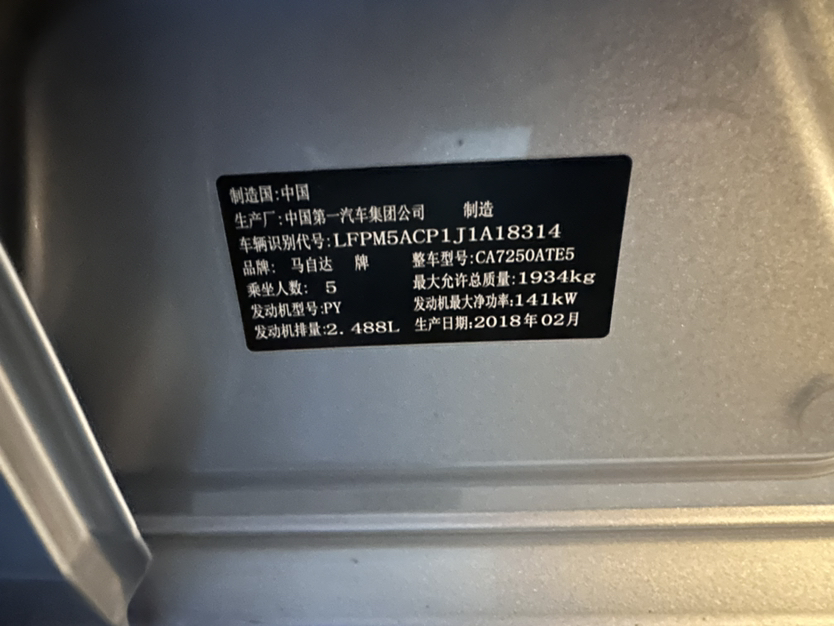 制造国:中国
生产厂:中国第一汽车集团公司 制造
车辆识别代号:LFPM5ACP1J1A18314
品牌: 马自达 牌 整车型号:CA7250ATE5
乘坐人数: 5 最大允许总质量:1934kg
发动机型号:PY 发动机最大净功率:141kW
发动机排量:2.488L 生产日期:2018年02月